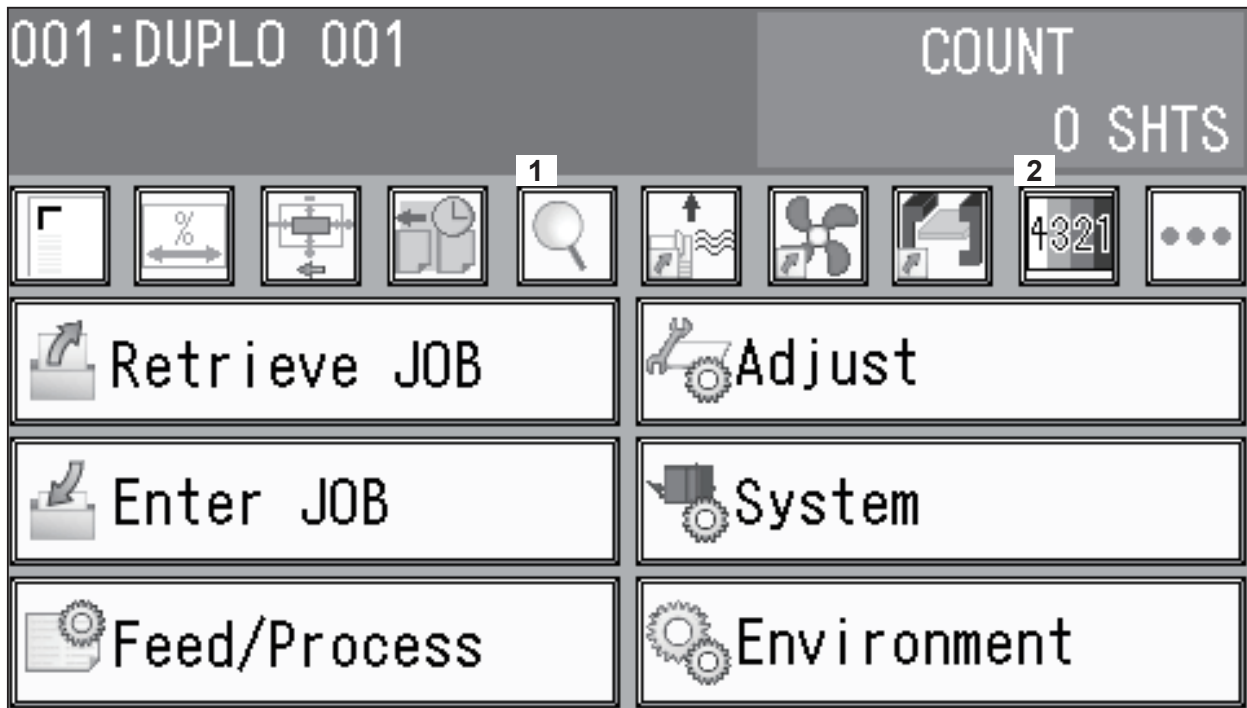 001:DUPLO 001
COUNT
0 SHTS
1
2
%
4321
Retrieve JOB
Adjust
Enter JOB
System
Feed/Process
Environment